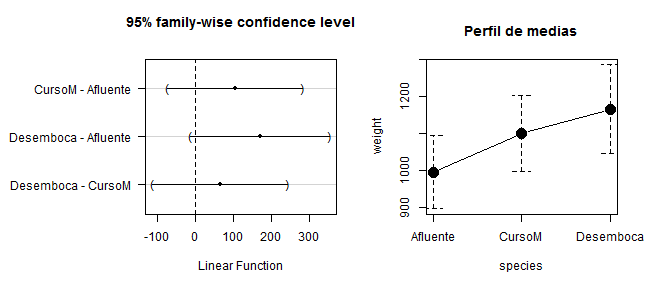 95% family-wise confidence level
CursoM - Afluente
Desemboca - Afluente
Desemboca - CursoM
-100 0 100 200 300
Linear Function
Perfil de medias
weight
1200
1000
900
Afluente CursoM Desemboca
species